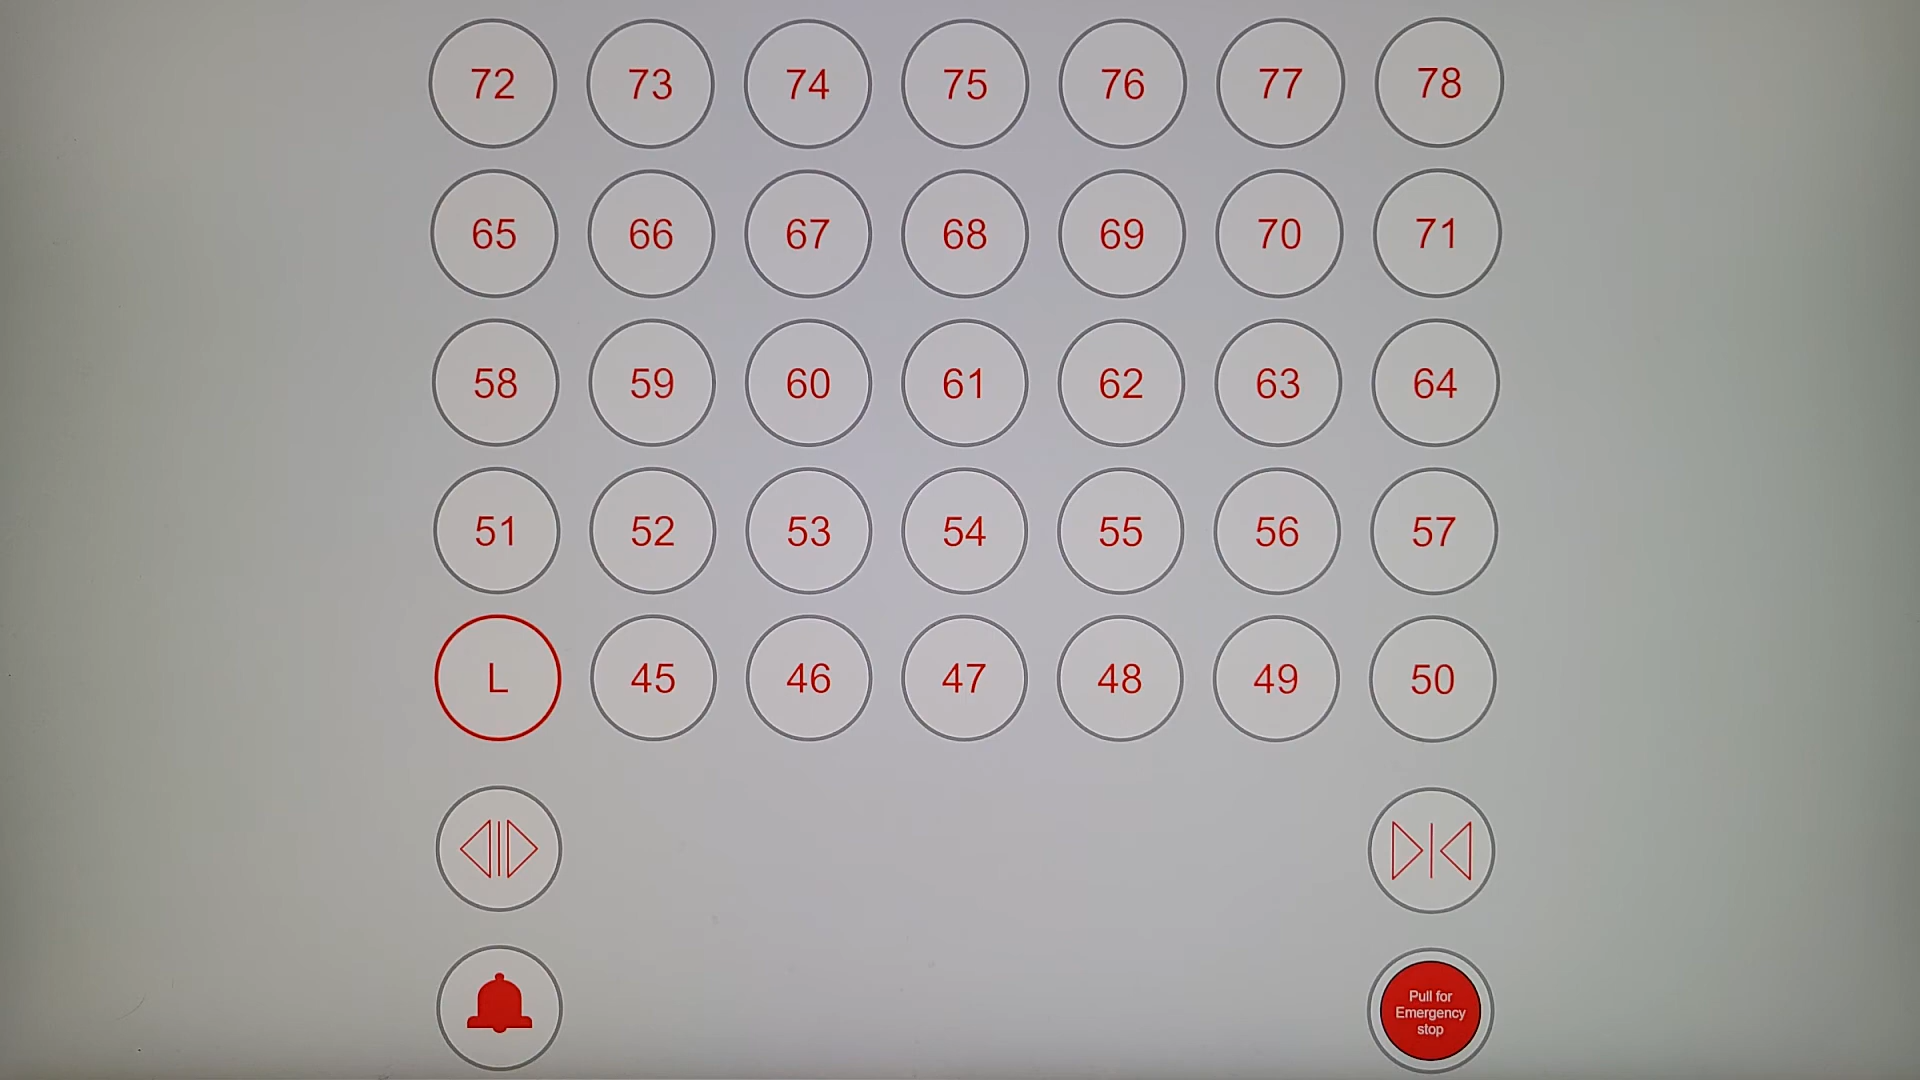 72 73 74 75 76 77 78
65 66 67 68 69 70 71
58 59 60 61 62 63 64
51 52 53 54 55 56 57
L 45 46 47 48 49 50
Pull for
Emergency
stop